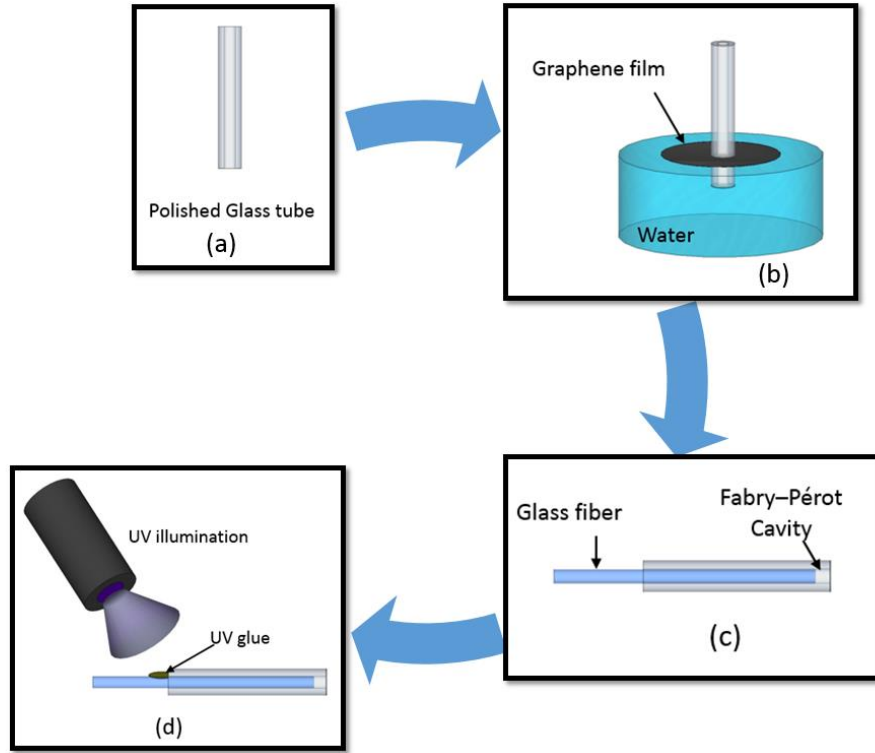 Polished Glass tube
(a)
Graphene film
Water
(b)
Glass fiber
Fabry–Pérot
Cavity
(c)
UV illumination
UV glue
(d)